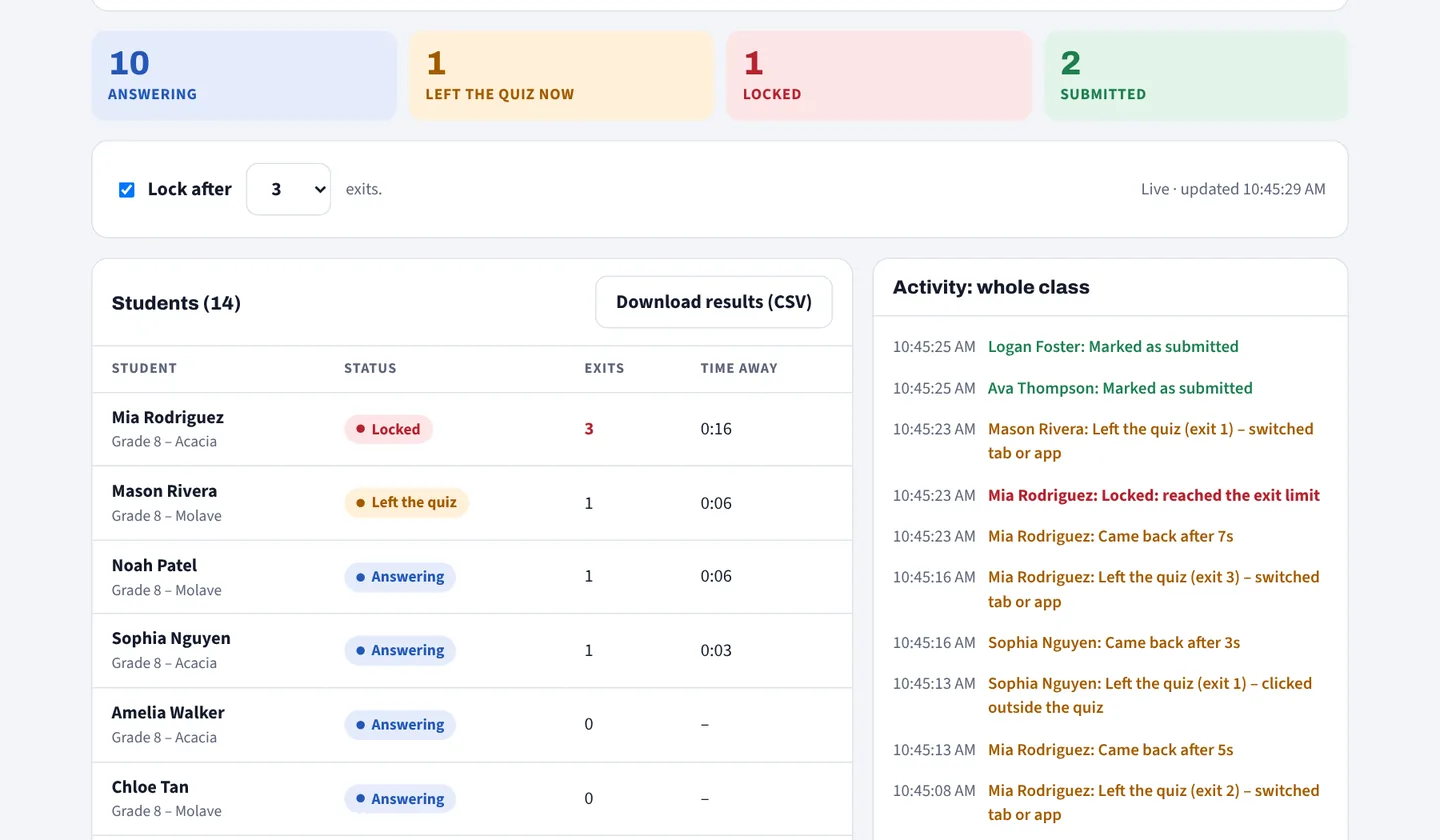 10
ANSWERING
1
LEFT THE QUIZ NOW
1
LOCKED
2
SUBMITTED
Lock after
3
exits.
Live · updated 10:45:29 AM
Students (14)
Download results (CSV)
STUDENT STATUS EXITS TIME AWAY
Mia Rodriguez
Grade 8 – Acacia
Locked 3 0:16
Mason Rivera
Grade 8 – Molave
Left the quiz 1 0:06
Noah Patel
Grade 8 – Molave
Answering 1 0:06
Sophia Nguyen
Grade 8 – Acacia
Answering 1 0:03
Amelia Walker
Grade 8 – Acacia
Answering 0 –
Chloe Tan
Grade 8 – Molave
Answering 0 –
Activity: whole class
10:45:25 AM Logan Foster: Marked as submitted
10:45:25 AM Ava Thompson: Marked as submitted
10:45:23 AM Mason Rivera: Left the quiz (exit 1) – switched
tab or app
10:45:23 AM Mia Rodriguez: Locked: reached the exit limit
10:45:23 AM Mia Rodriguez: Came back after 7s
10:45:16 AM Mia Rodriguez: Left the quiz (exit 3) – switched
tab or app
10:45:16 AM Sophia Nguyen: Came back after 3s
10:45:13 AM Sophia Nguyen: Left the quiz (exit 1) – clicked
outside the quiz
10:45:13 AM Mia Rodriguez: Came back after 5s
10:45:08 AM Mia Rodriguez: Left the quiz (exit 2) – switched
tab or app